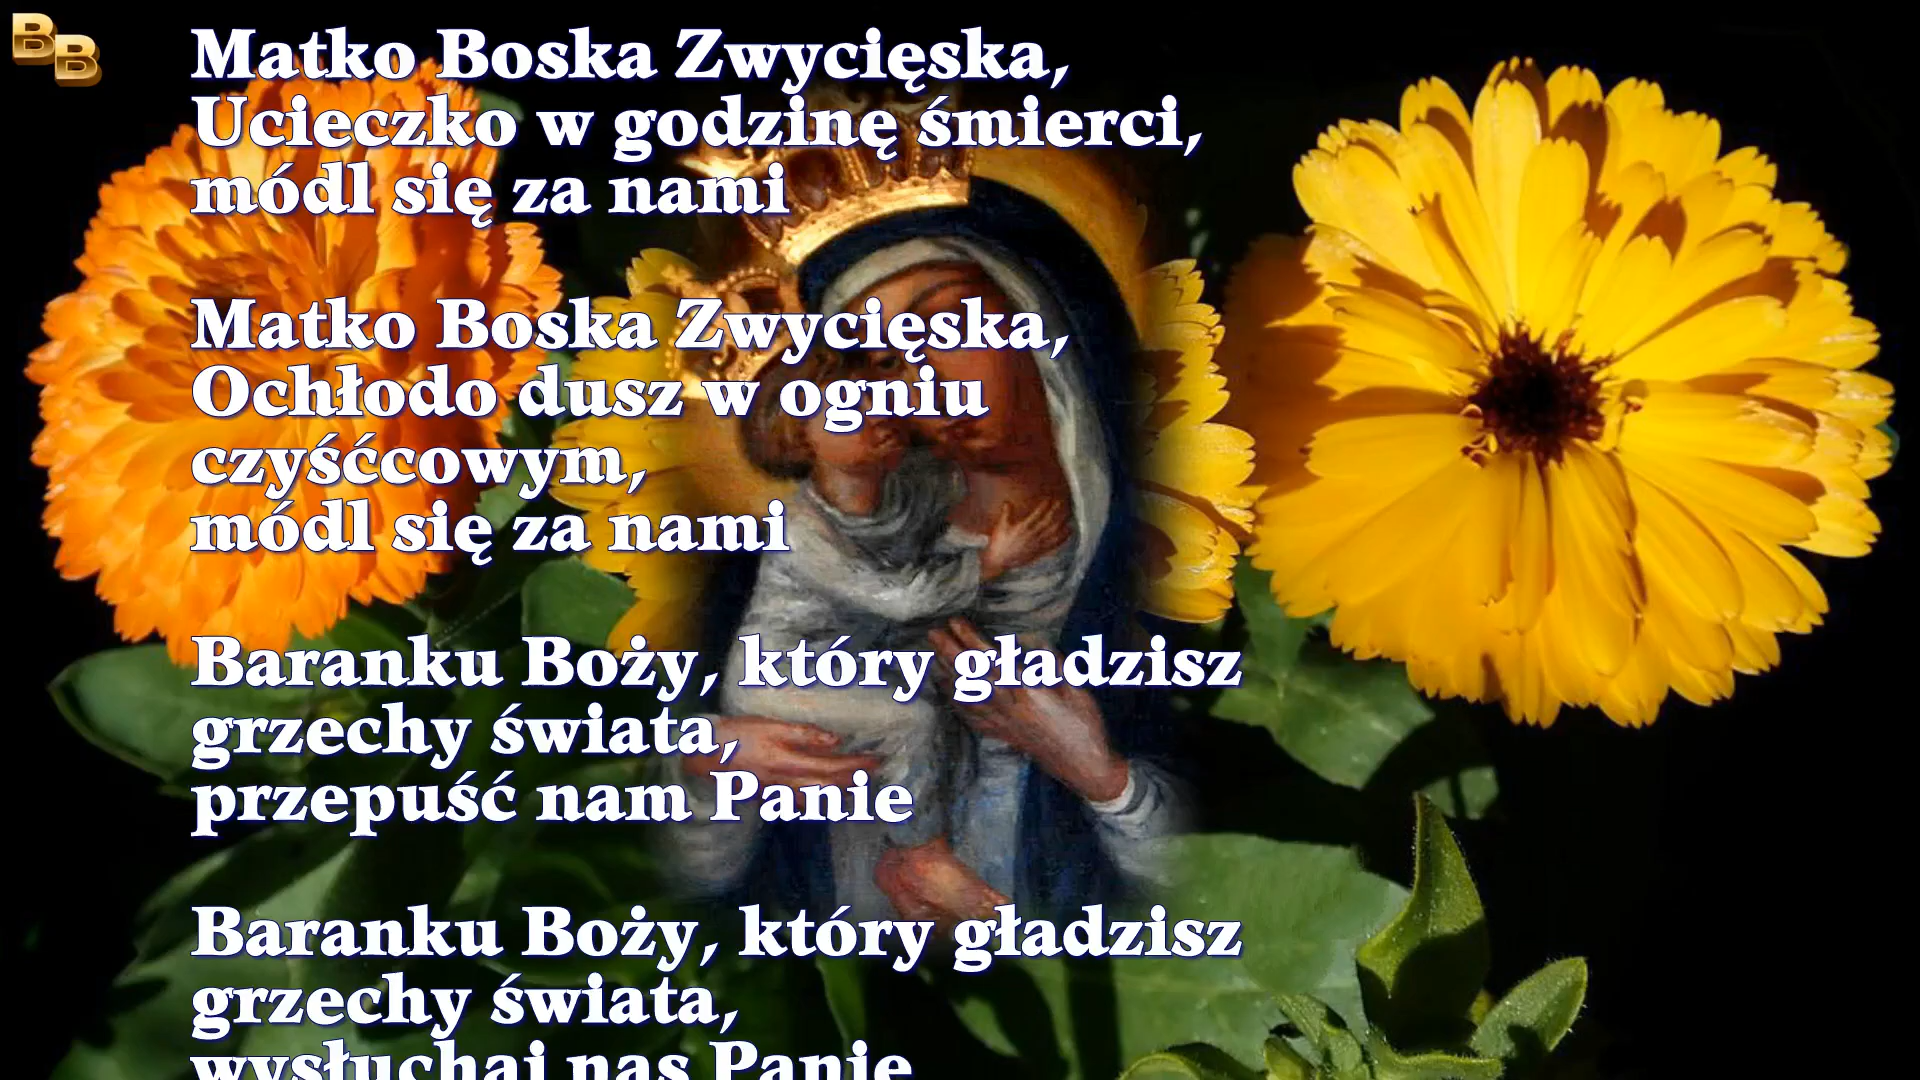 BB
Matko Boska Zwycięska,
Ucieczko w godzinę śmierci,
módl się za nami
Matko Boska Zwycięska,
Ochłodo dusz w ogniu
czyśćcowym,
módl się za nami
Baranku Boży, który gładzisz
grzechy świata,
przepuść nam Panie
Baranku Boży, który gładzisz
grzechy świata,
wysłuchaj nas Panie